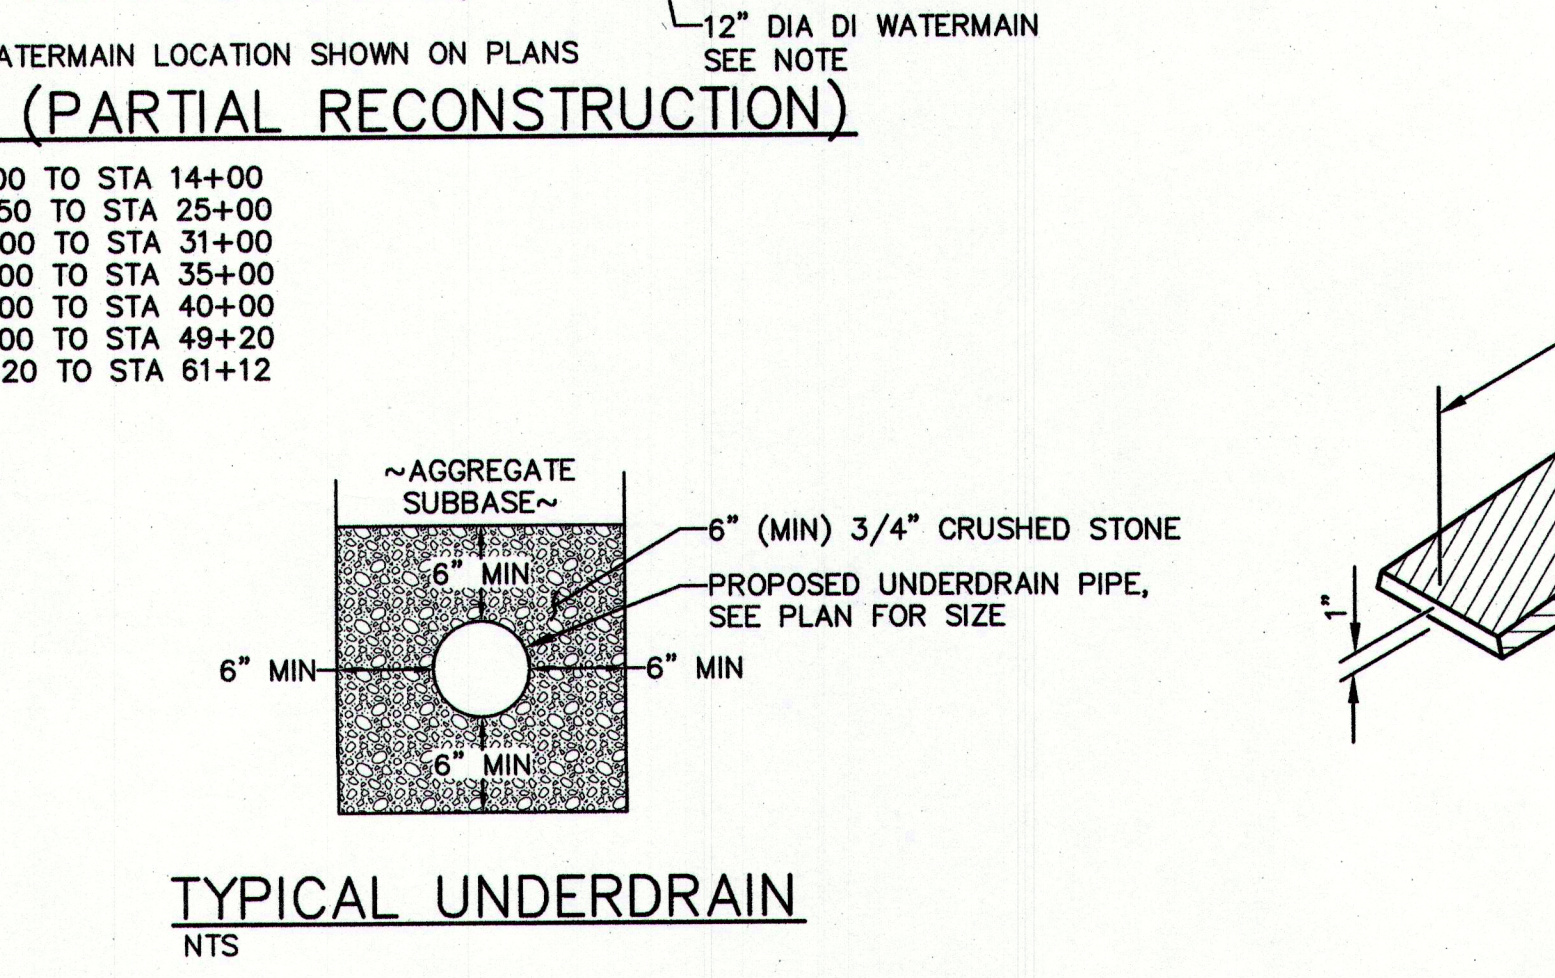 12" DIA DI WATERMAIN
SEE NOTE
ATERMAIN LOCATION SHOWN ON PLANS
(PARTIAL RECONSTRUCTION)
00 TO STA 14+00
50 TO STA 25+00
00 TO STA 31+00
00 TO STA 35+00
00 TO STA 40+00
00 TO STA 49+20
20 TO STA 61+12
~AGGREGATE
SUBBASE~
6" (MIN) 3/4" CRUSHED STONE
6" MIN
PROPOSED UNDERDRAIN PIPE,
SEE PLAN FOR SIZE
6" MIN
6" MIN
6" MIN
1"
TYPICAL UNDERDRAIN
NTS